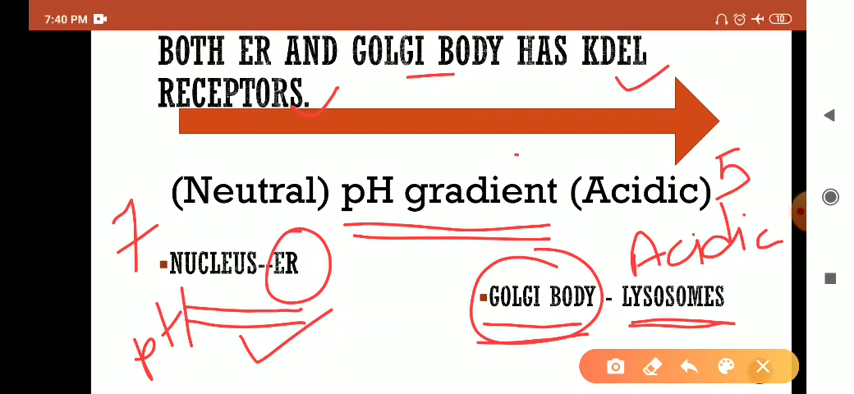 7:40 PM
10
BOTH ER AND GOLGI BODY HAS KDEL
RECEPTORS.
(Neutral) pH gradient (Acidic) 5
7
Acidic
NUCLEUS--ER
GOLGI BODY - LYSOSOMES
pH